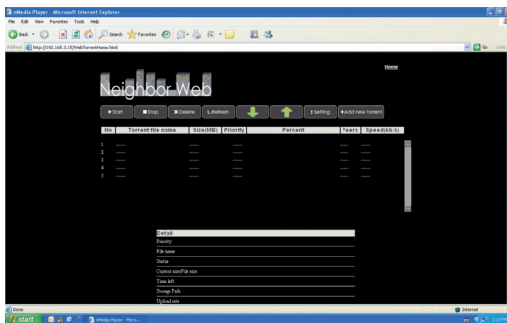 nMedia Player - Microsoft Internet Explorer
File Edit View Favorites Tools Help
Back Search Favorites
Address http://192.168.3.15/WebTorrentHome.html Go Links
Home
Neighbor Web
Start Stop Delete Refresh Setting Add new torrent
No Torrent file name Size(MB) Priority Percent Peers Speed(kb/s)
1 ---- ---- ---- ---- ----
2 ---- ---- ---- ---- ----
3 ---- ---- ---- ---- ----
4 ---- ---- ---- ---- ----
5 ---- ---- ---- ---- ----
Detail
Priority
File name
Status
Current size/File size
Time left
Storage Path
Upload rate
Done Internet
start nMedia Player - Micro...